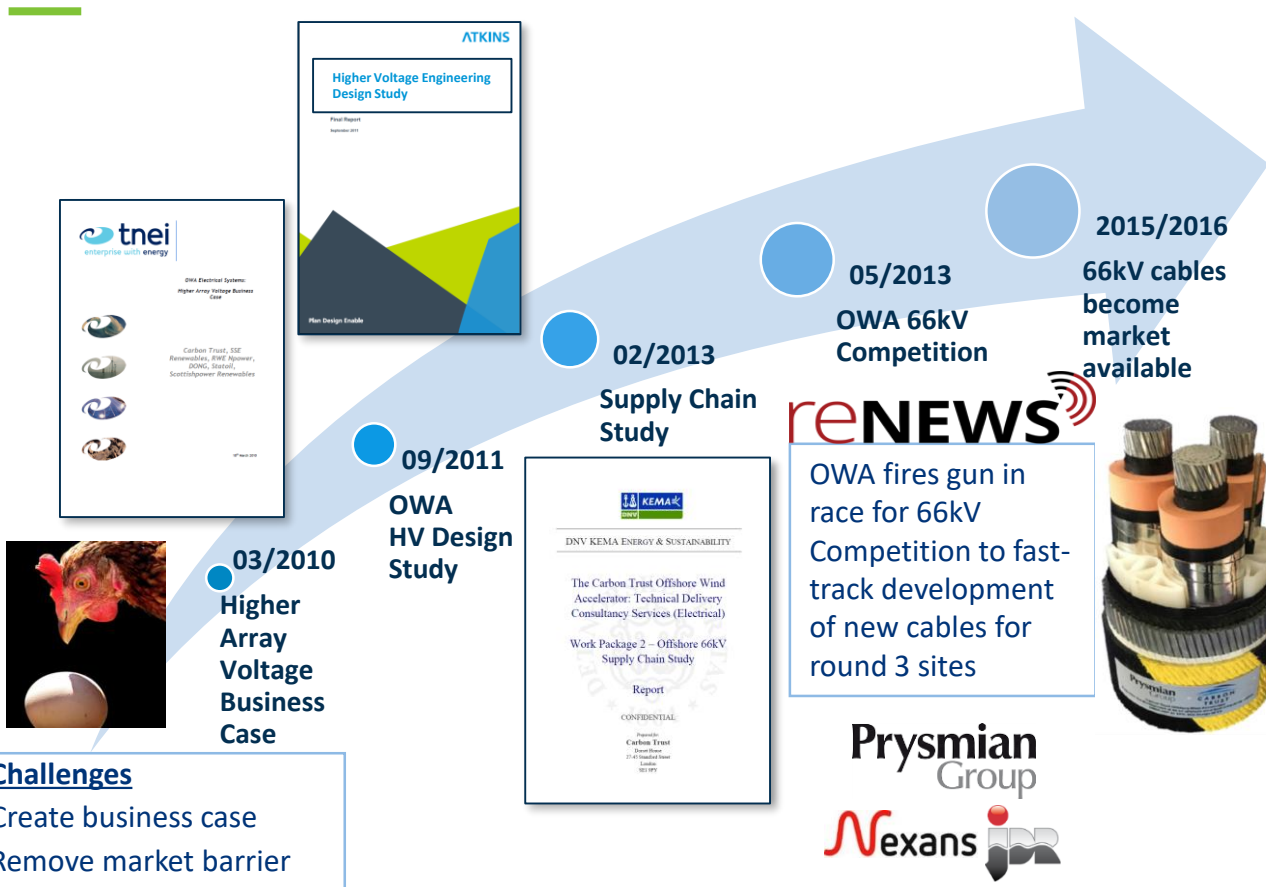 ATKINS
Higher Voltage Engineering
Design Study
Final Report
September 2011
Plan Design Enable
tnei
enterprise with energy
OWA Electrical Systems:
Higher Array Voltage Business
Case
Carbon Trust, SSE
Renewables, RWE Npower,
DONG, Statoil,
Scottishpower Renewables
03/2010
Higher
Array
Voltage
Business
Case
09/2011
OWA
HV Design
Study
02/2013
Supply Chain
Study
DNV
KEMA
DNV KEMA ENERGY & SUSTAINABILITY
The Carbon Trust Offshore Wind
Accelerator: Technical Delivery
Consultancy Services (Electrical)
Work Package 2 – Offshore 66kV
Supply Chain Study
Report
CONFIDENTIAL
Prepared for:
Carbon Trust
London
05/2013
OWA 66kV
Competition
reNEWS
OWA fires gun in
race for 66kV
Competition to fast-
track development
of new cables for
round 3 sites
Prysmian
Group
Nexans
JDR
2015/2016
66kV cables
become
market
available
Prysmian
Group
CARBON
TRUST
Challenges
Create business case
Remove market barrier